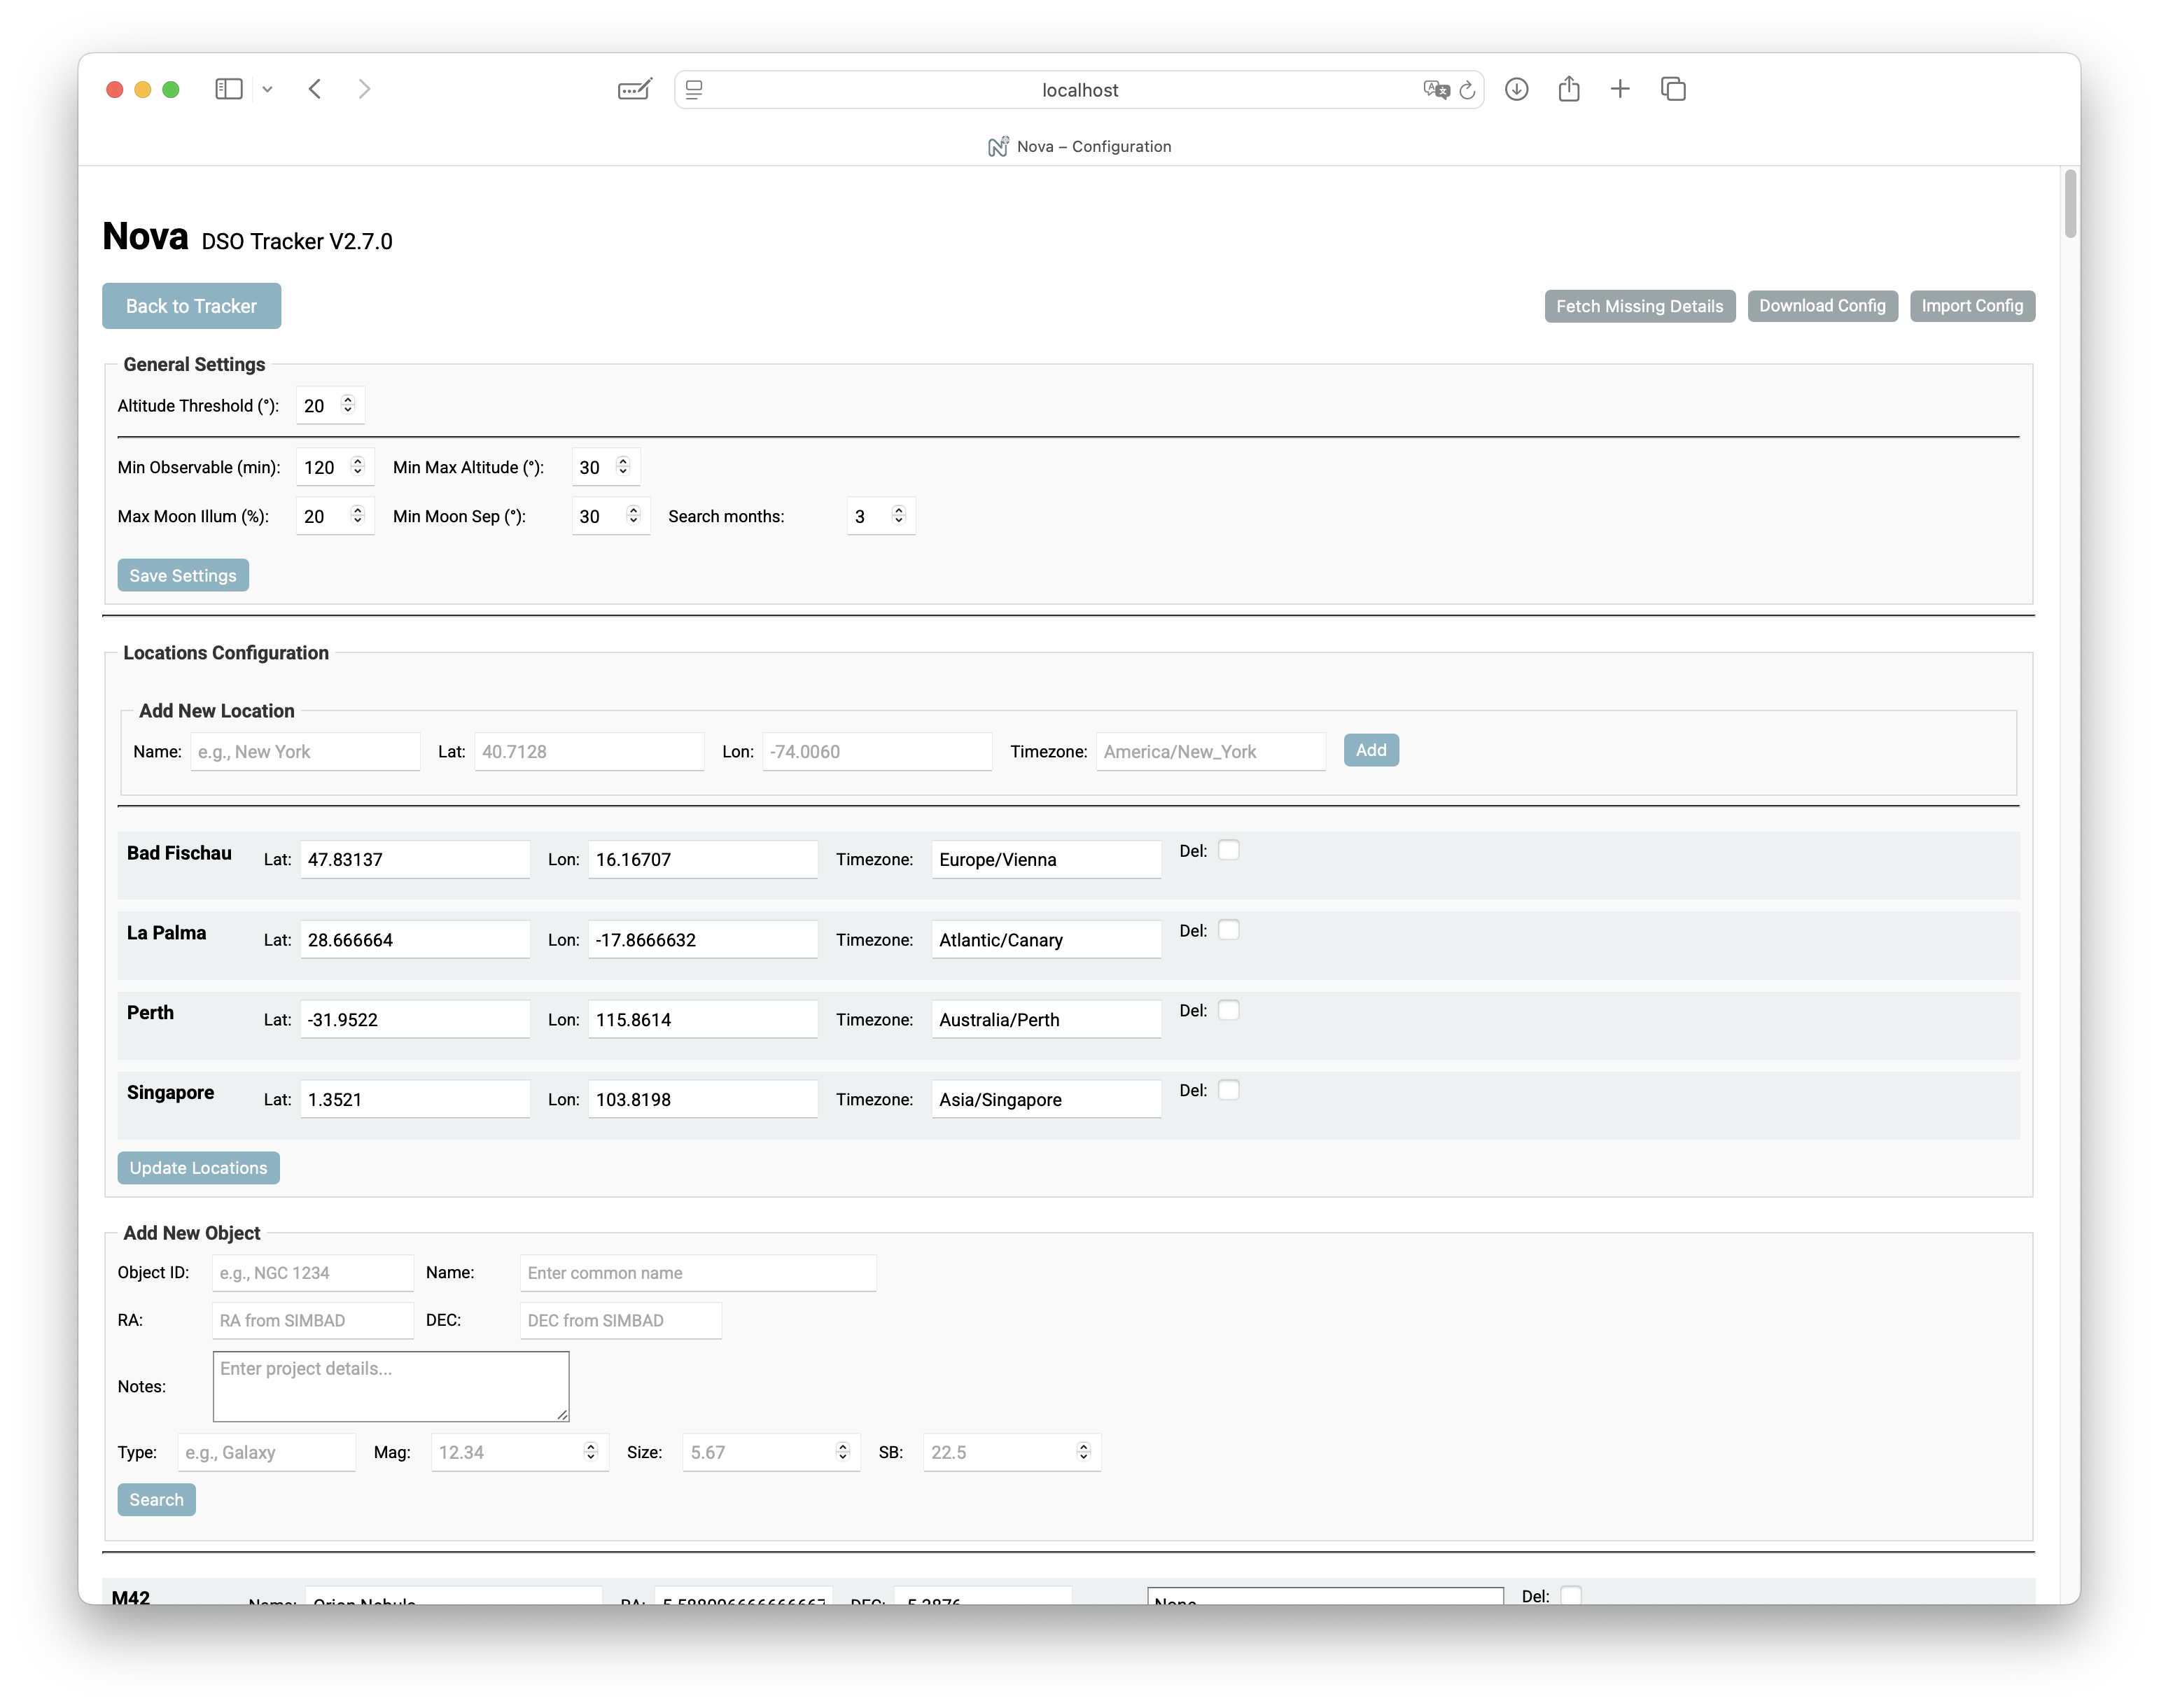 localhost
Nova – Configuration
Nova DSO Tracker V2.7.0
Back to Tracker Fetch Missing Details Download Config Import Config
General Settings
Altitude Threshold (°): 20
Min Observable (min): 120 Min Max Altitude (°): 30
Max Moon Illum (%): 20 Min Moon Sep (°): 30 Search months: 3
Save Settings
Locations Configuration
Add New Location
Name: e.g., New York Lat: 40.7128 Lon: -74.0060 Timezone: America/New_York Add
Bad Fischau Lat: 47.83137 Lon: 16.16707 Timezone: Europe/Vienna Del:
La Palma Lat: 28.666664 Lon: -17.8666632 Timezone: Atlantic/Canary Del:
Perth Lat: -31.9522 Lon: 115.8614 Timezone: Australia/Perth Del:
Singapore Lat: 1.3521 Lon: 103.8198 Timezone: Asia/Singapore Del:
Update Locations
Add New Object
Object ID: e.g., NGC 1234 Name: Enter common name
RA: RA from SIMBAD DEC: DEC from SIMBAD
Notes: Enter project details...
Type: e.g., Galaxy Mag: 12.34 Size: 5.67 SB: 22.5
Search
M42 Name: Orion Nebula RA: DEC: None Del: